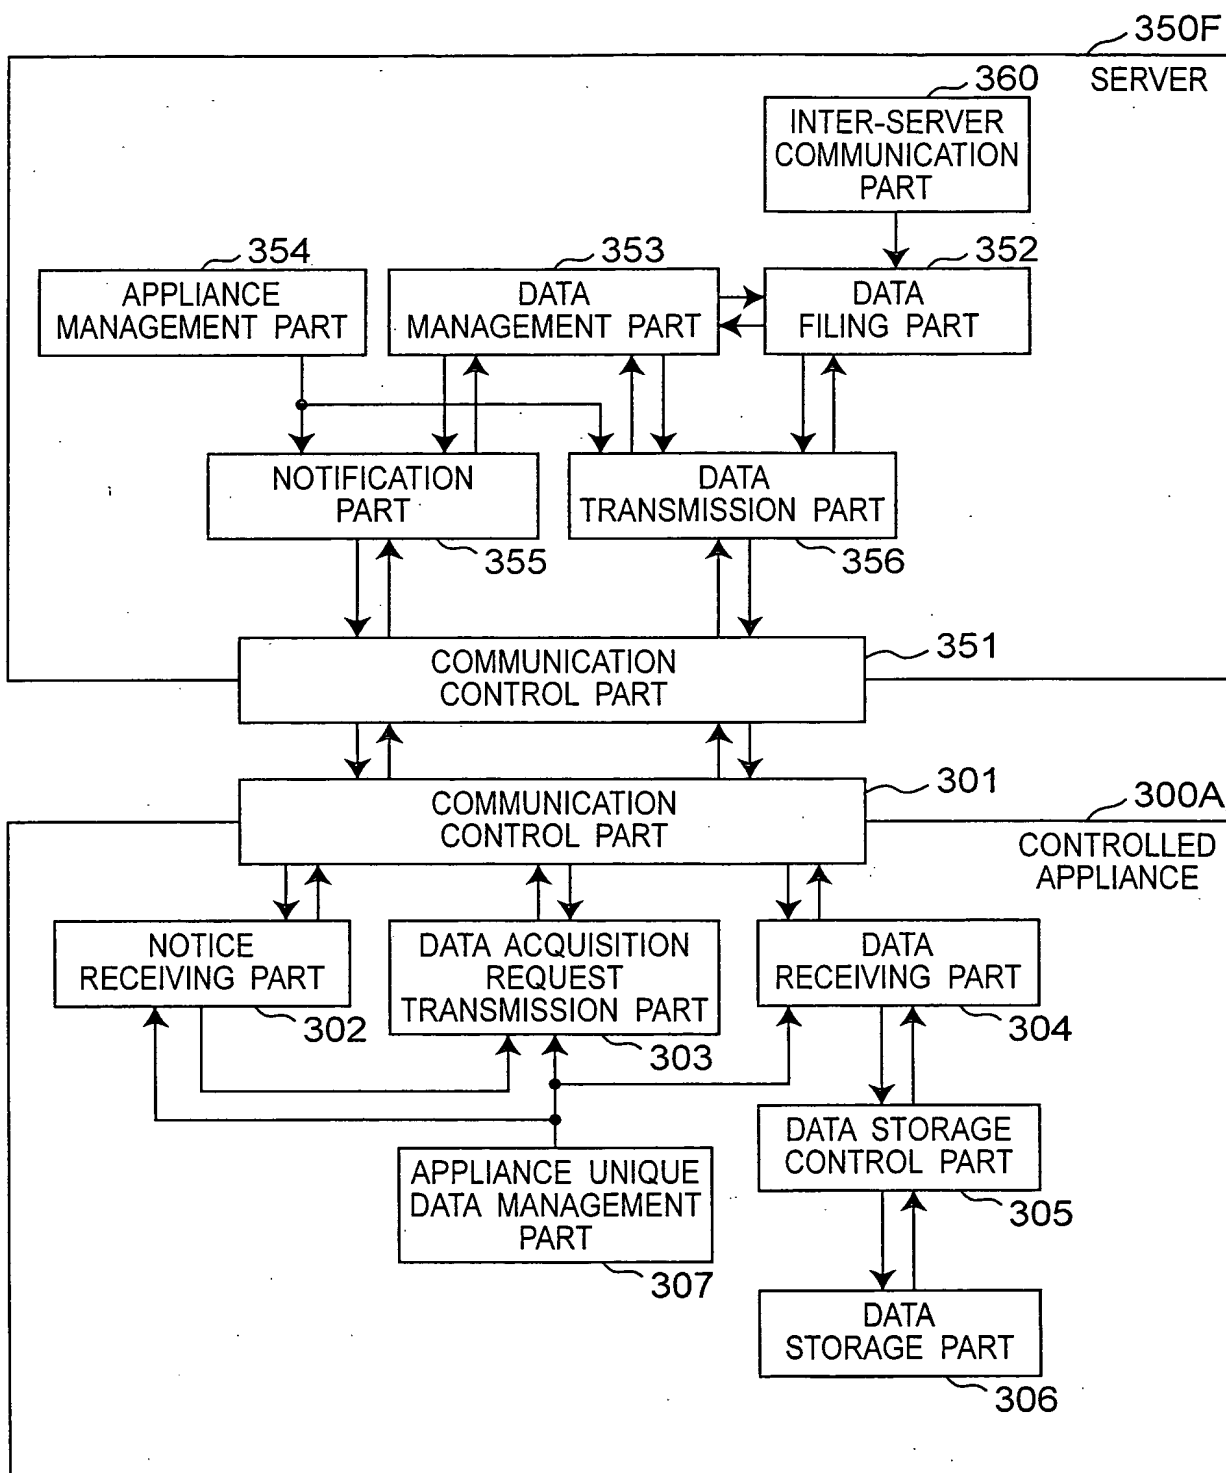 350F
SERVER
360
INTER-SERVER
COMMUNICATION
PART
354
353
352
APPLIANCE
MANAGEMENT PART
DATA
MANAGEMENT PART
DATA
FILING PART
NOTIFICATION
PART
DATA
TRANSMISSION PART
355
356
COMMUNICATION
CONTROL PART
351
COMMUNICATION
CONTROL PART
301
300A
CONTROLLED
APPLIANCE
NOTICE
RECEIVING PART
DATA ACQUISITION
REQUEST
TRANSMISSION PART
DATA
RECEIVING PART
302
303
304
DATA STORAGE
CONTROL PART
305
APPLIANCE UNIQUE
DATA MANAGEMENT
PART
307
DATA
STORAGE PART
306